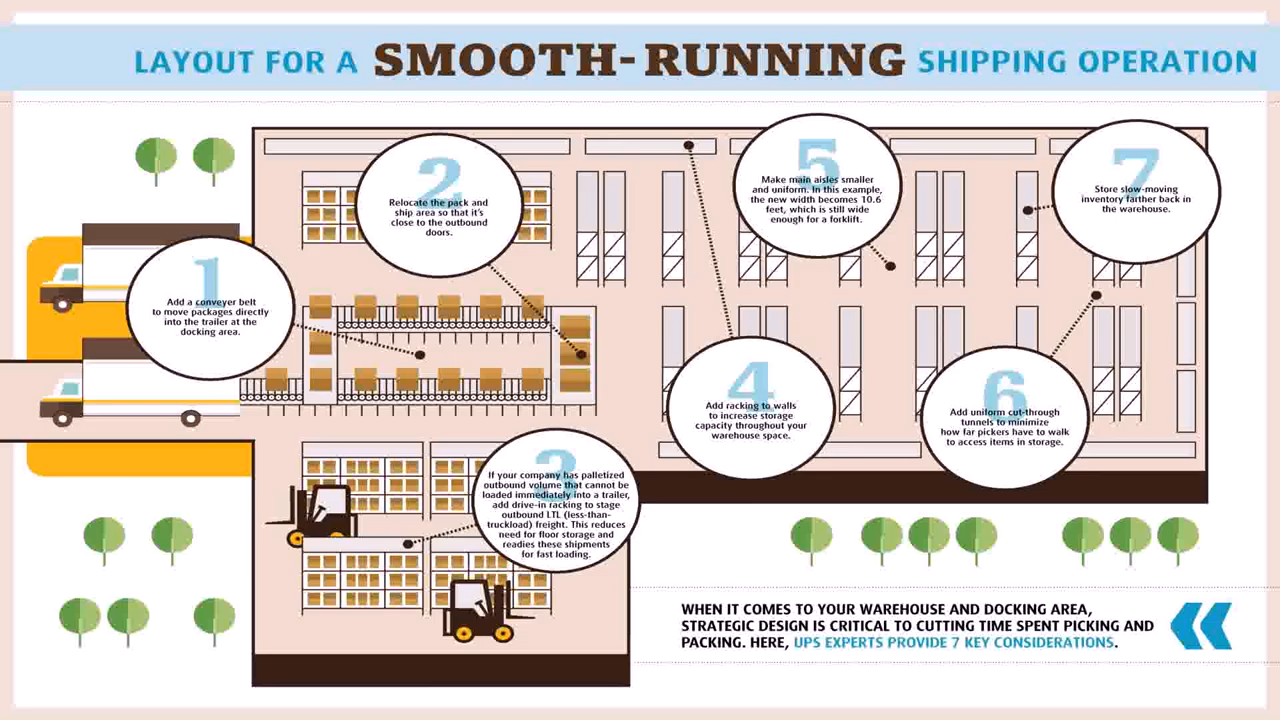 LAYOUT FOR A SMOOTH-RUNNING SHIPPING OPERATION
1
Add a conveyer belt
to move packages directly
into the trailer at the
docking area.
2
Relocate the pack and
ship area so that it's
close to the outbound
doors.
3
If your company has palletized
outbound volume that cannot be
loaded immediately into a trailer,
add drive-in racking to stage
outbound LTL (less-than-
truckload) freight. This reduces
need for floor storage and
readies these shipments
for fast loading.
4
Add racking to walls
to increase storage
capacity throughout your
warehouse space.
5
Make main aisles smaller
and uniform. In this example,
the new width becomes 10.6
feet, which is still wide
enough for a forklift.
6
Add uniform cut-through
tunnels to minimize
how far pickers have to walk
to access items in storage.
7
Store slow-moving
inventory farther back in
the warehouse.
WHEN IT COMES TO YOUR WAREHOUSE AND DOCKING AREA,
STRATEGIC DESIGN IS CRITICAL TO CUTTING TIME SPENT PICKING AND
PACKING. HERE, UPS EXPERTS PROVIDE 7 KEY CONSIDERATIONS.